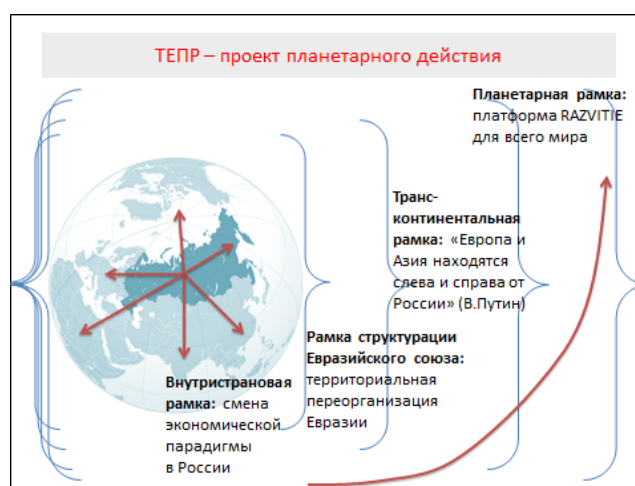 ТЕПР – проект планетарного действия
Планетарная рамка:
платформа RAZVITIE
для всего мира
Транс-
континентальная
рамка: «Европа и
Азия находятся
слева и справа от
России» (В.Путин)
Рамка структурации
Евразийского союза:
территориальная
переорганизация
Евразии
Внутристрановая
рамка: смена
экономической
парадигмы
в России